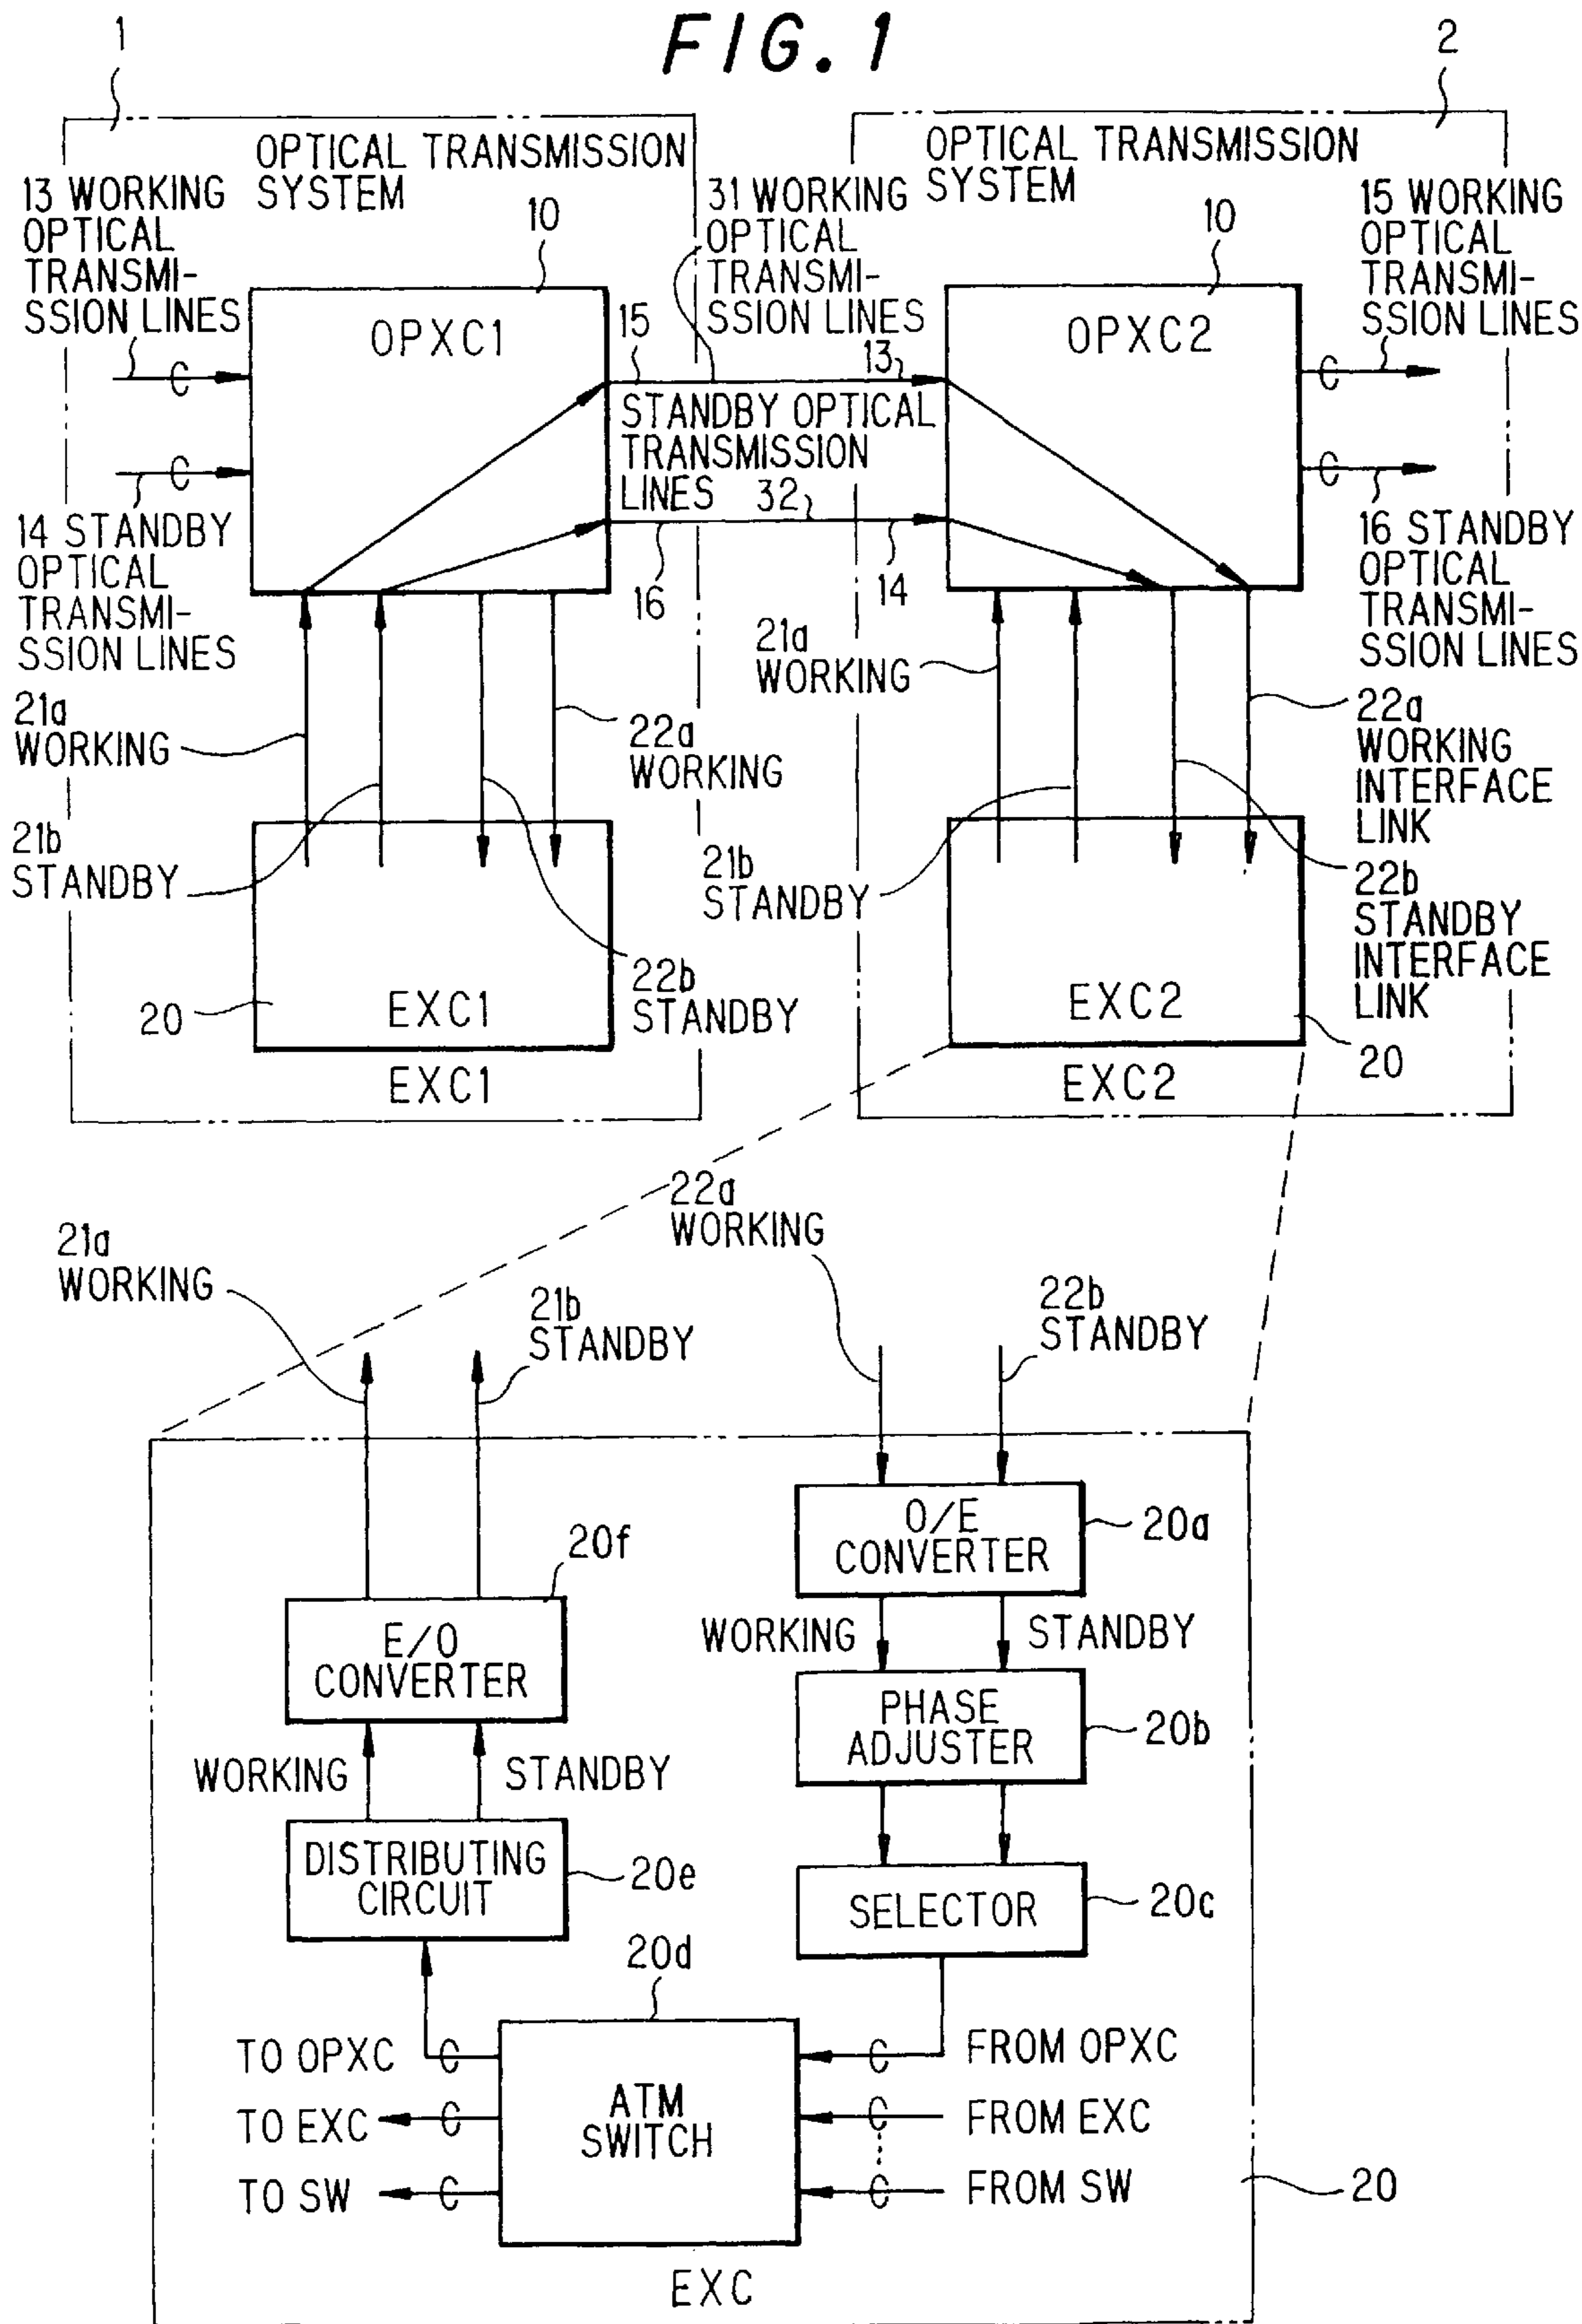 FIG. 1
1
2
OPTICAL TRANSMISSION
SYSTEM
OPTICAL TRANSMISSION
SYSTEM
13 WORKING
OPTICAL
TRANSMI-
SSION LINES
10
31 WORKING
OPTICAL
TRANSMI-
SSION LINES
10
15 WORKING
OPTICAL
TRANSMI-
SSION LINES
OPXC1
15
13
OPXC2
STANDBY OPTICAL
TRANSMISSION
LINES
32
14 STANDBY
OPTICAL
TRANSMI-
SSION LINES
16
14
16 STANDBY
OPTICAL
TRANSMI-
SSION LINES
21a
WORKING
22a
WORKING
21a
WORKING
22a
WORKING
INTERFACE
LINK
21b
STANDBY
22b
STANDBY
21b
STANDBY
22b
STANDBY
INTERFACE
LINK
20
EXC1
EXC1
EXC2
20
EXC2
21a
WORKING
21b
STANDBY
22a
WORKING
22b
STANDBY
O/E
CONVERTER
20a
20f
E/O
CONVERTER
WORKING
STANDBY
PHASE
ADJUSTER
20b
WORKING
STANDBY
DISTRIBUTING
CIRCUIT
20e
SELECTOR
20c
20d
TO OPXC
FROM OPXC
ATM
SWITCH
TO EXC
FROM EXC
TO SW
FROM SW
20
EXC